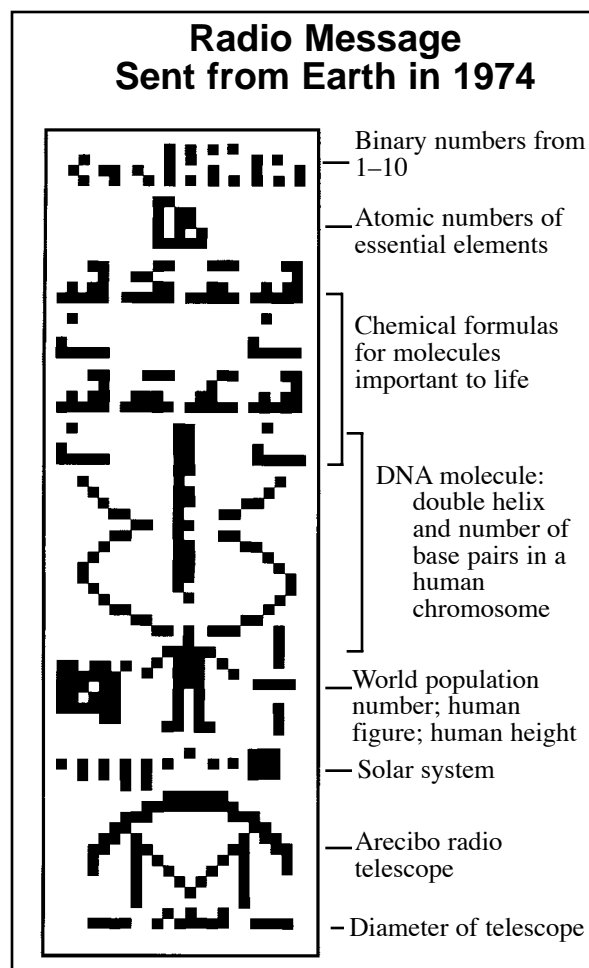 Radio Message
Sent from Earth in 1974
Binary numbers from
1–10
Atomic numbers of
essential elements
Chemical formulas
for molecules
important to life
DNA molecule:
double helix
and number of
base pairs in a
human
chromosome
World population
number; human
figure; human height
Solar system
Arecibo radio
telescope
Diameter of telescope